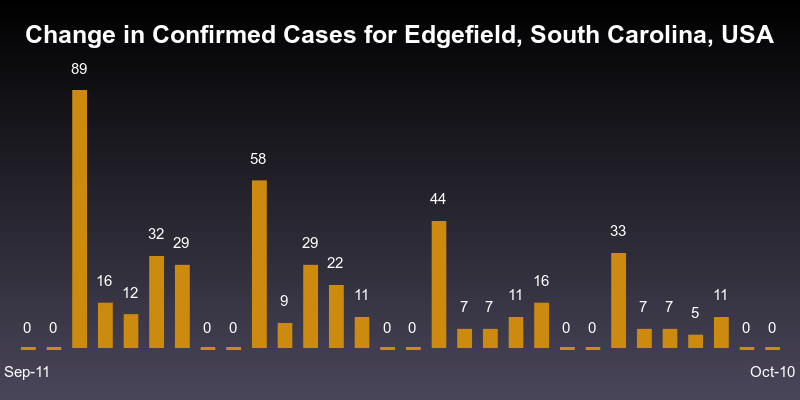 Change in Confirmed Cases for Edgefield, South Carolina, USA
0 0 89 16 12 32 29 0 0 58 9 29 22 11 0 0 44 7 7 11 16 0 0 33 7 7 5 11 0 0
Sep-11 Oct-10